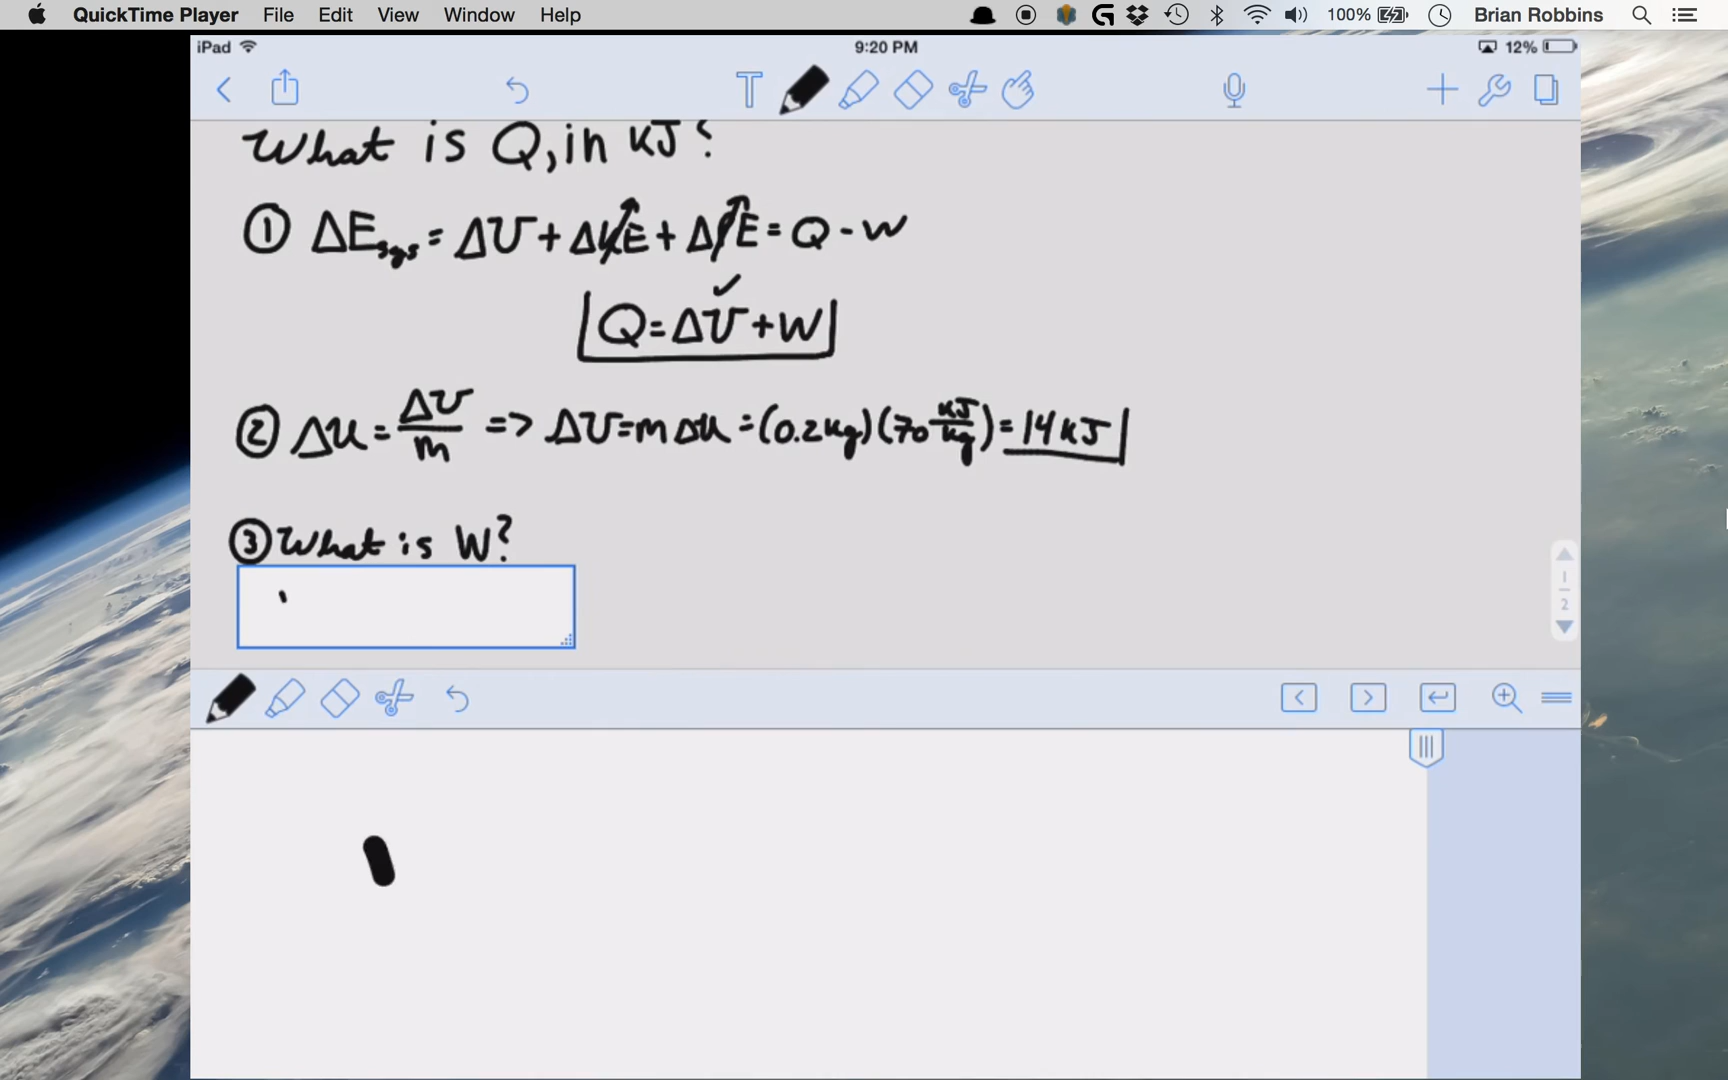 QuickTime Player File Edit View Window Help 100% Brian Robbins
iPad 9:20 PM 12%
T
What is Q, in kJ?
① ΔEsys = ΔU + ΔKE + ΔPE = Q - W
Q = ΔU + W
② Δu = ΔU/m => ΔU = mΔu = (0.2kg)(70 kJ/kg) = 14 kJ
③ What is W?
1
2